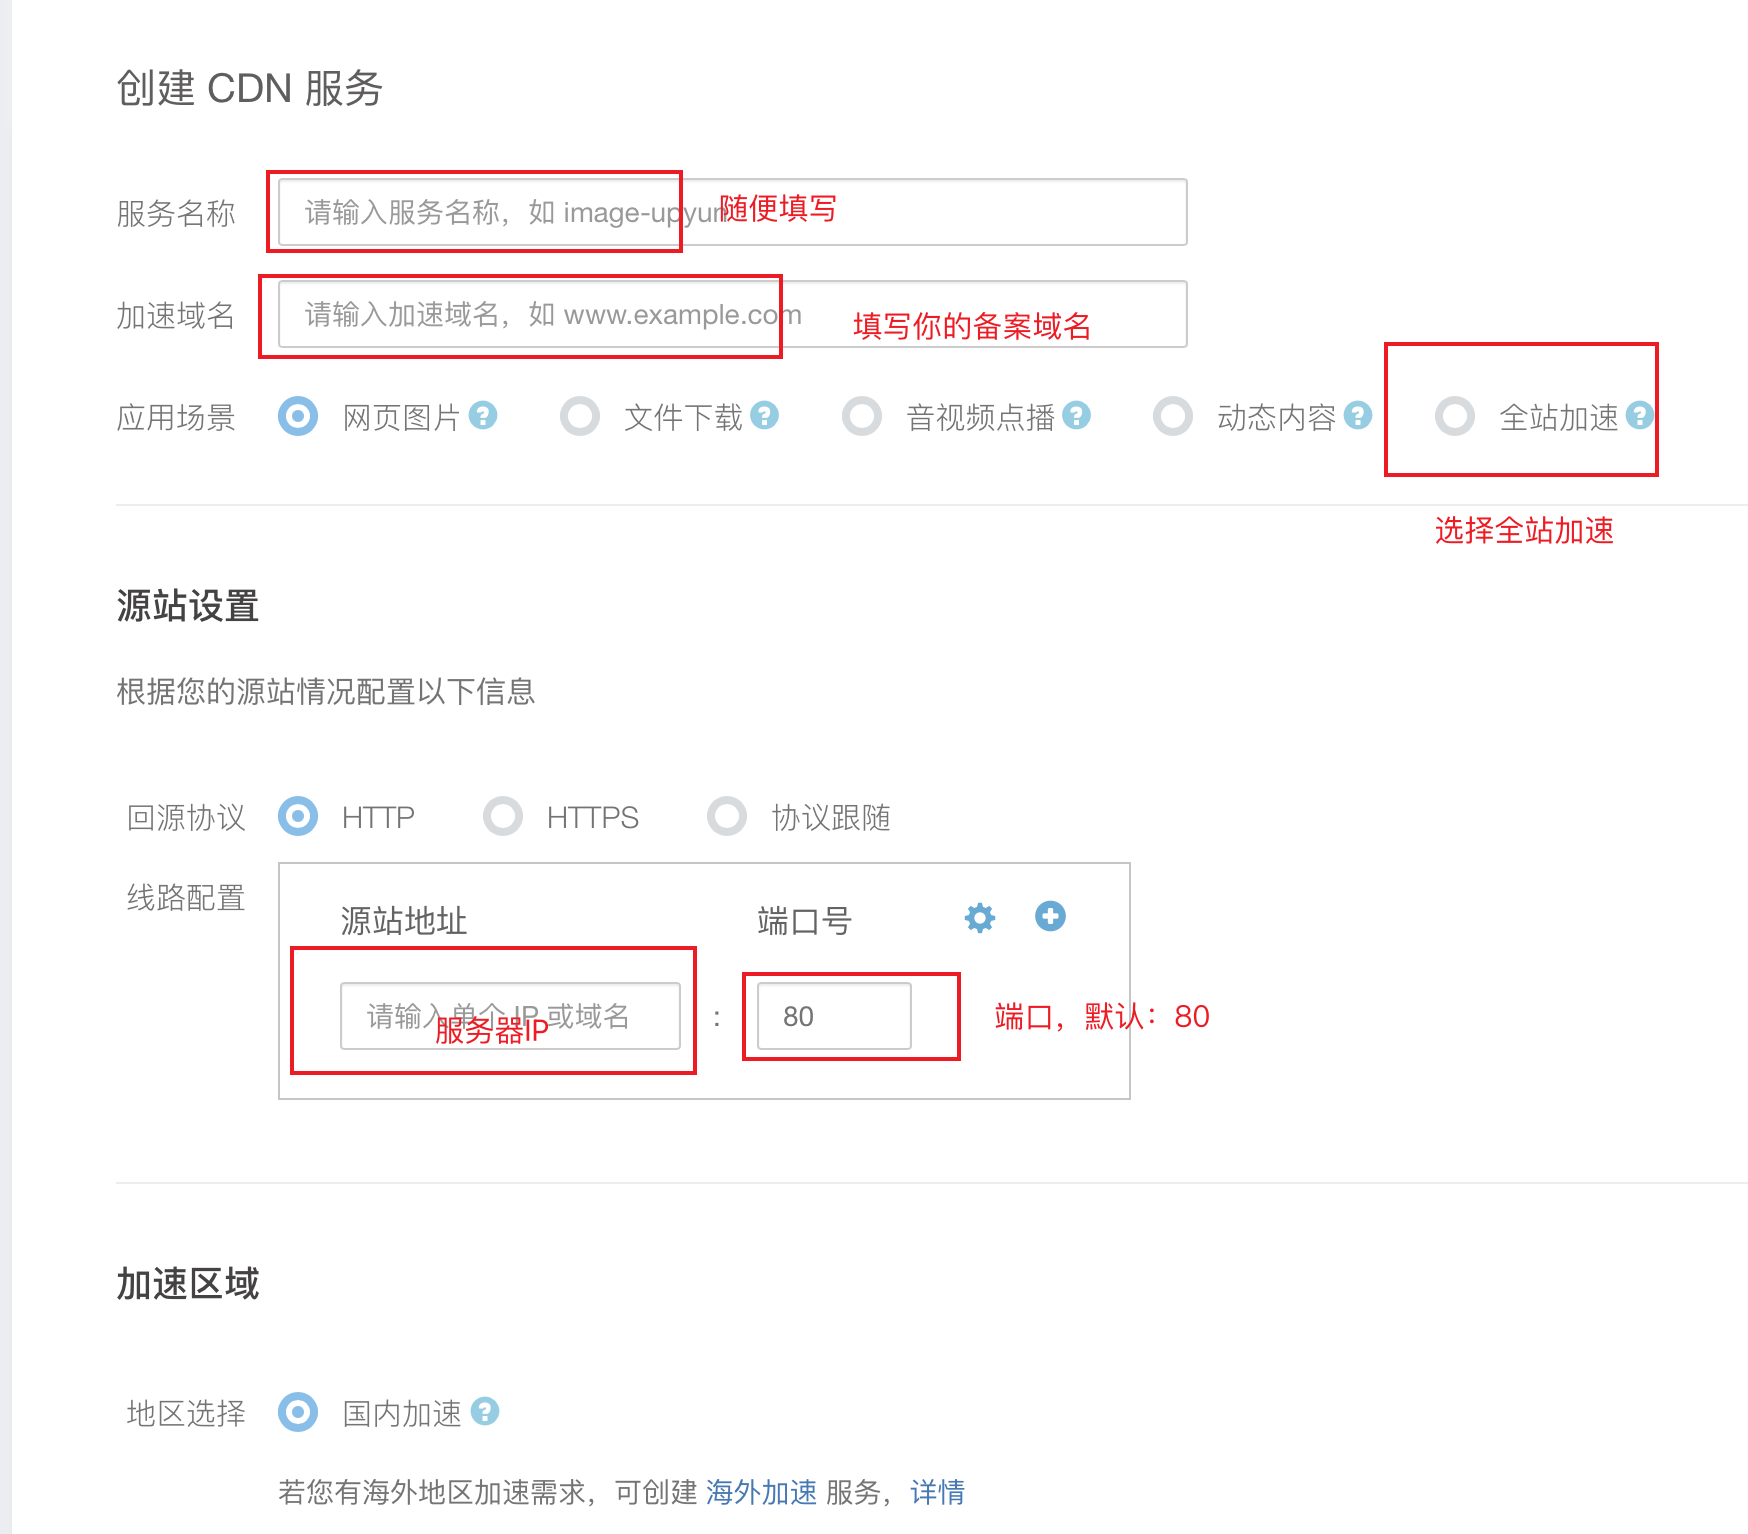 创建 CDN 服务
服务名称
请输入服务名称，如 image-upyun
随便填写
加速域名
请输入加速域名，如 www.example.com
填写你的备案域名
应用场景 网页图片 ? 文件下载 ? 音视频点播 ? 动态内容 ? 全站加速 ?
选择全站加速
源站设置
根据您的源站情况配置以下信息
回源协议 HTTP HTTPS 协议跟随
线路配置
源站地址 端口号
请输入单个 IP 或域名 : 80
服务器IP
端口，默认：80
加速区域
地区选择 国内加速 ?
若您有海外地区加速需求，可创建 海外加速 服务，详情